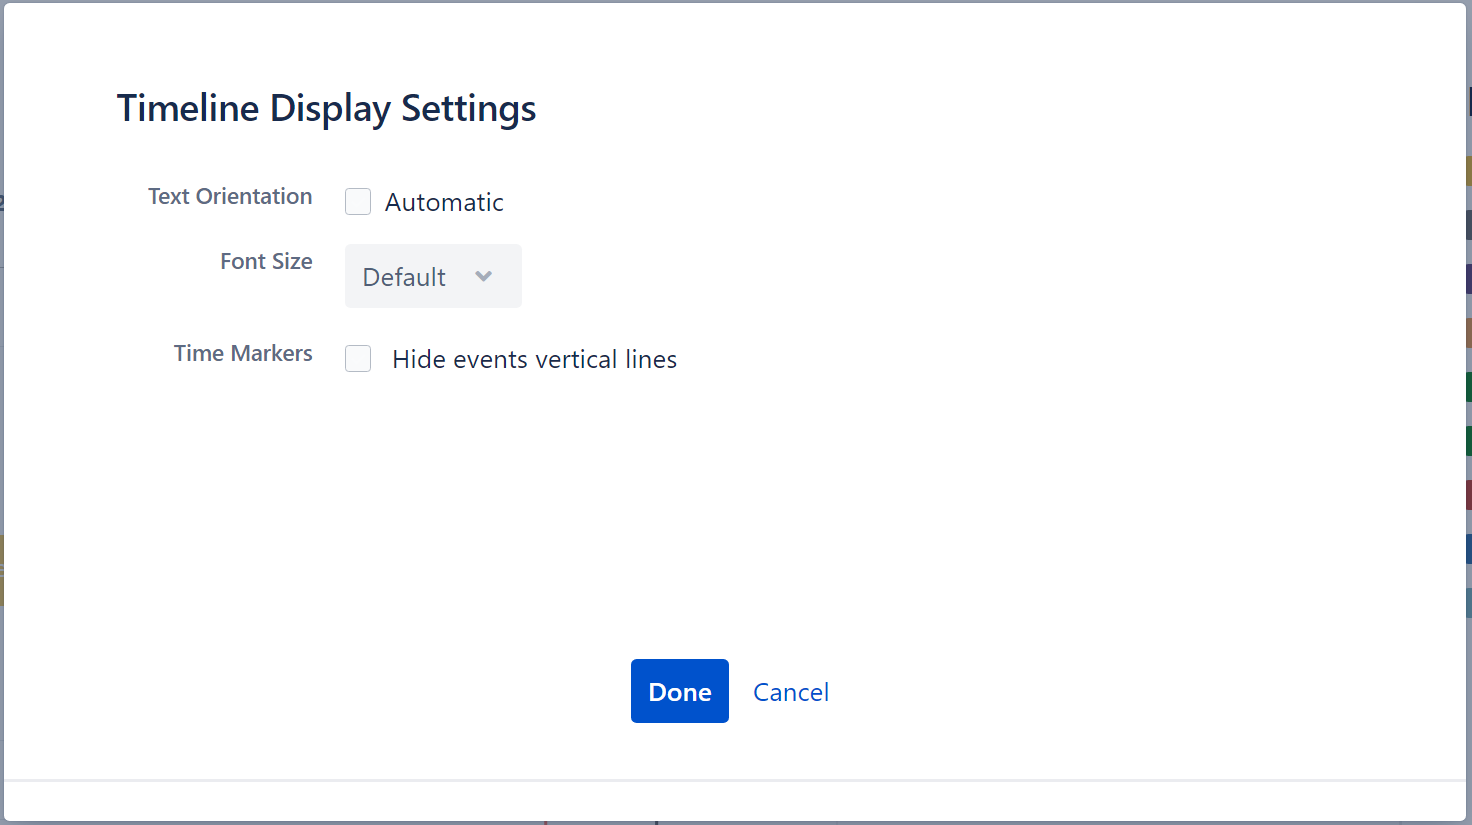 Timeline Display Settings
Text Orientation Automatic
Font Size Default
Time Markers Hide events vertical lines
Done Cancel